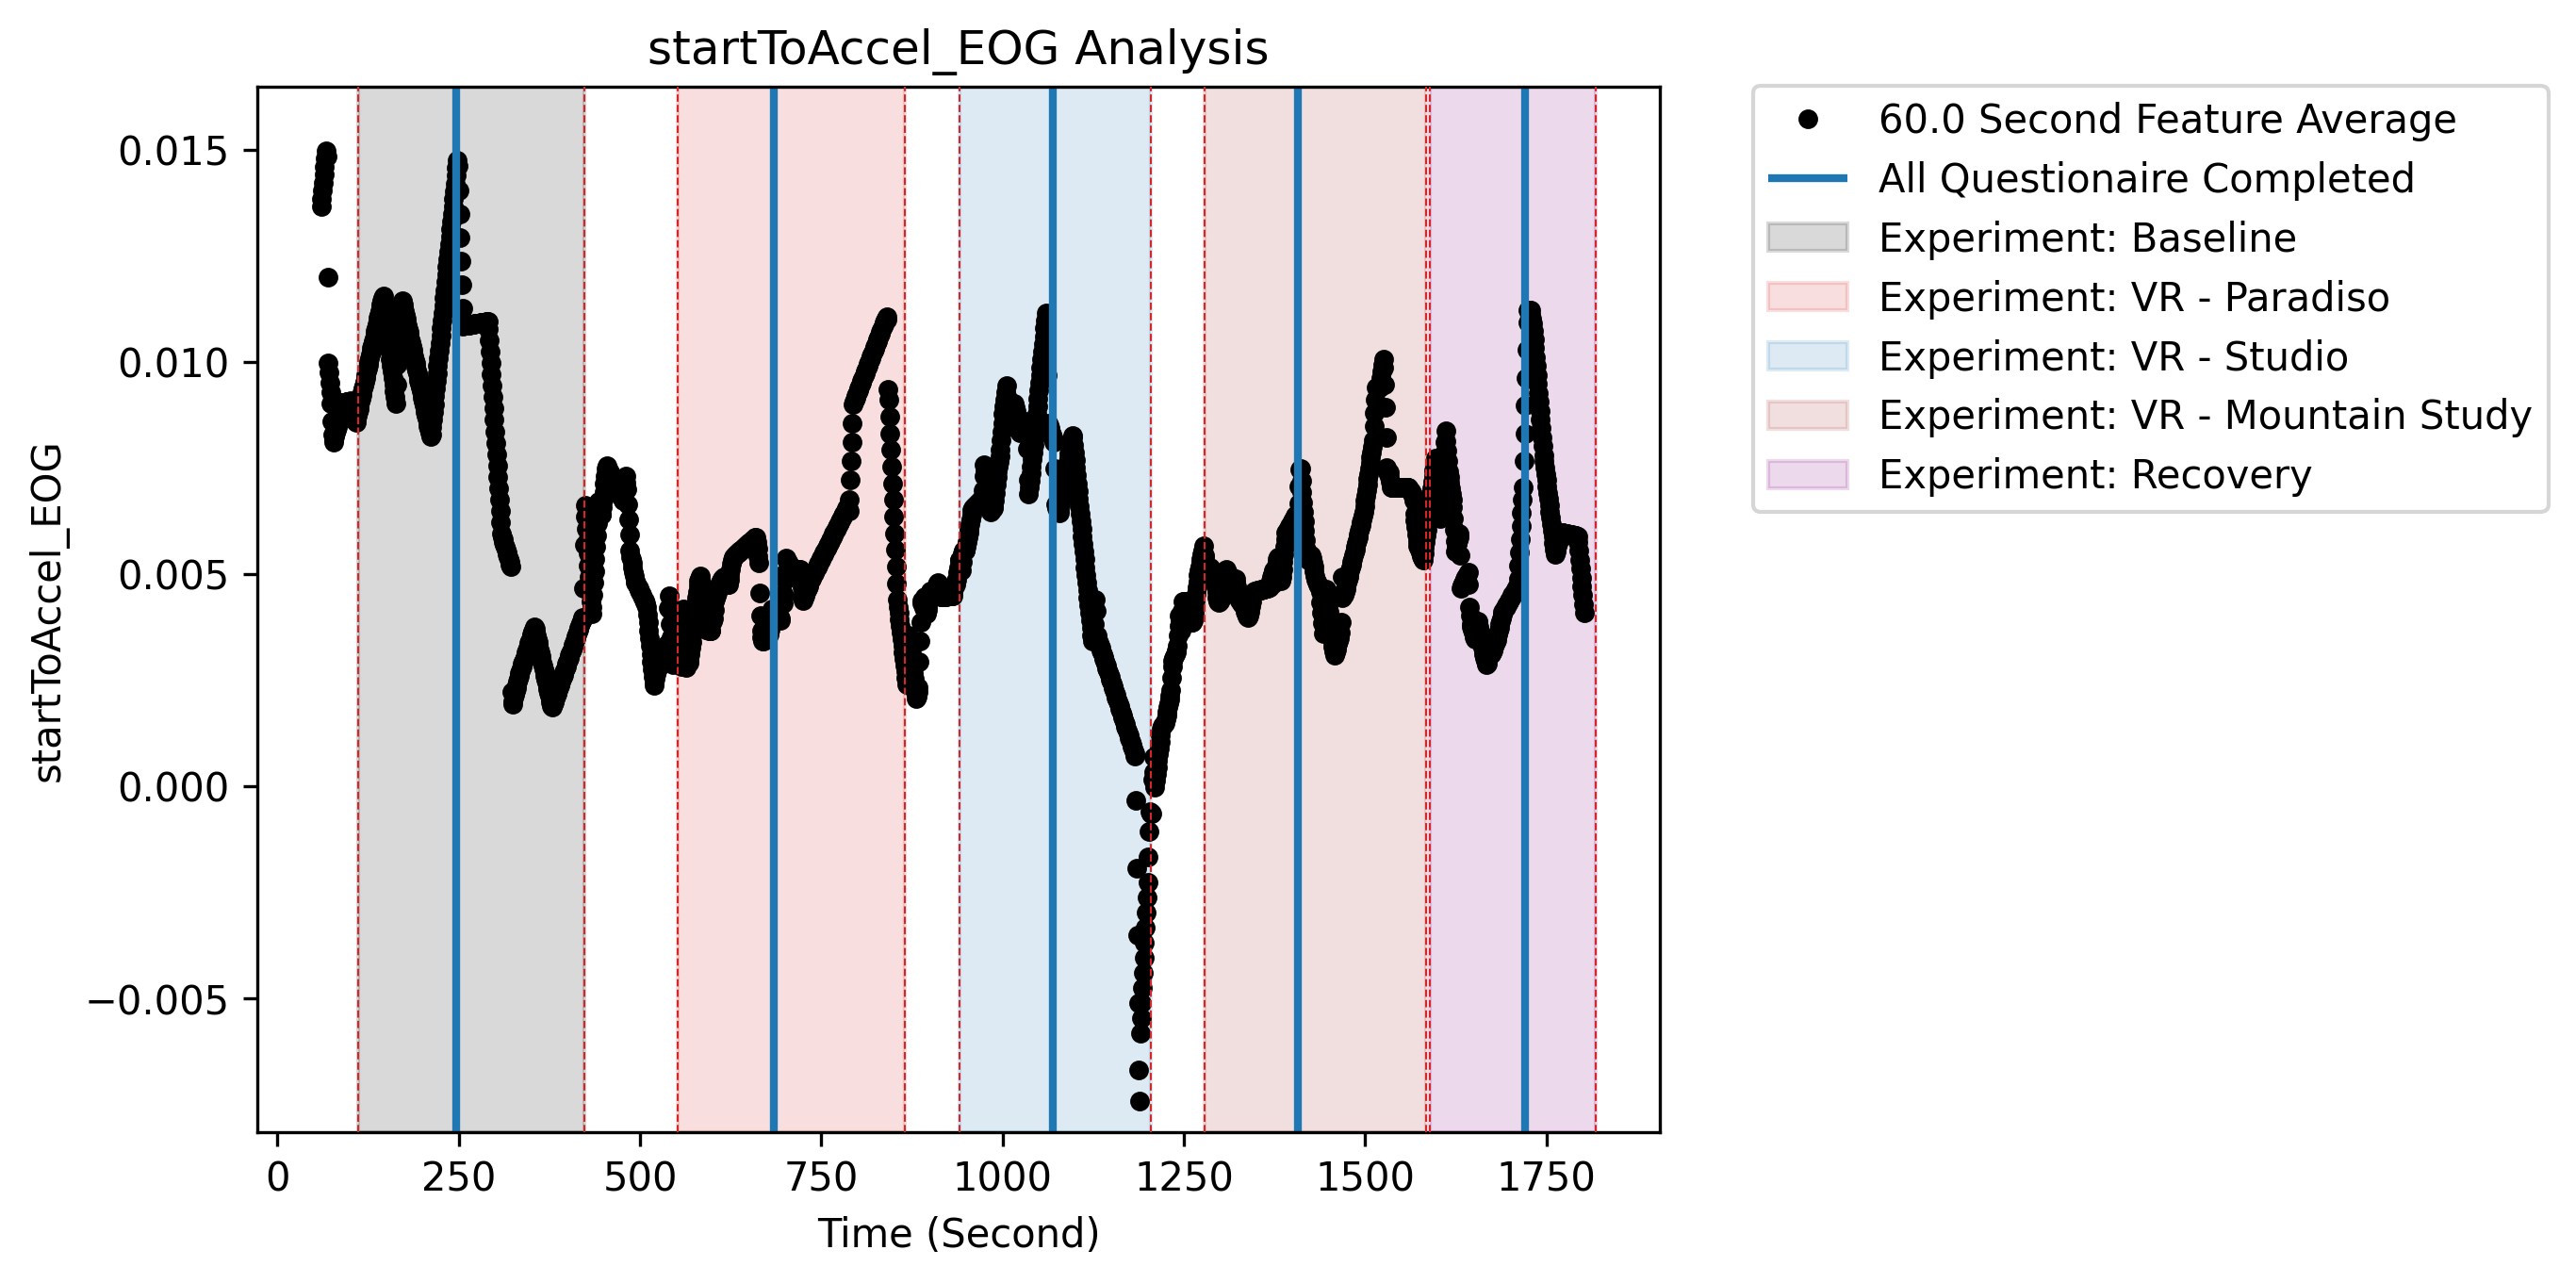 startToAccel_EOG Analysis
startToAccel_EOG
0.015
0.010
0.005
0.000
−0.005
0
250
500
750
1000
1250
1500
1750
Time (Second)
60.0 Second Feature Average
All Questionaire Completed
Experiment: Baseline
Experiment: VR - Paradiso
Experiment: VR - Studio
Experiment: VR - Mountain Study
Experiment: Recovery